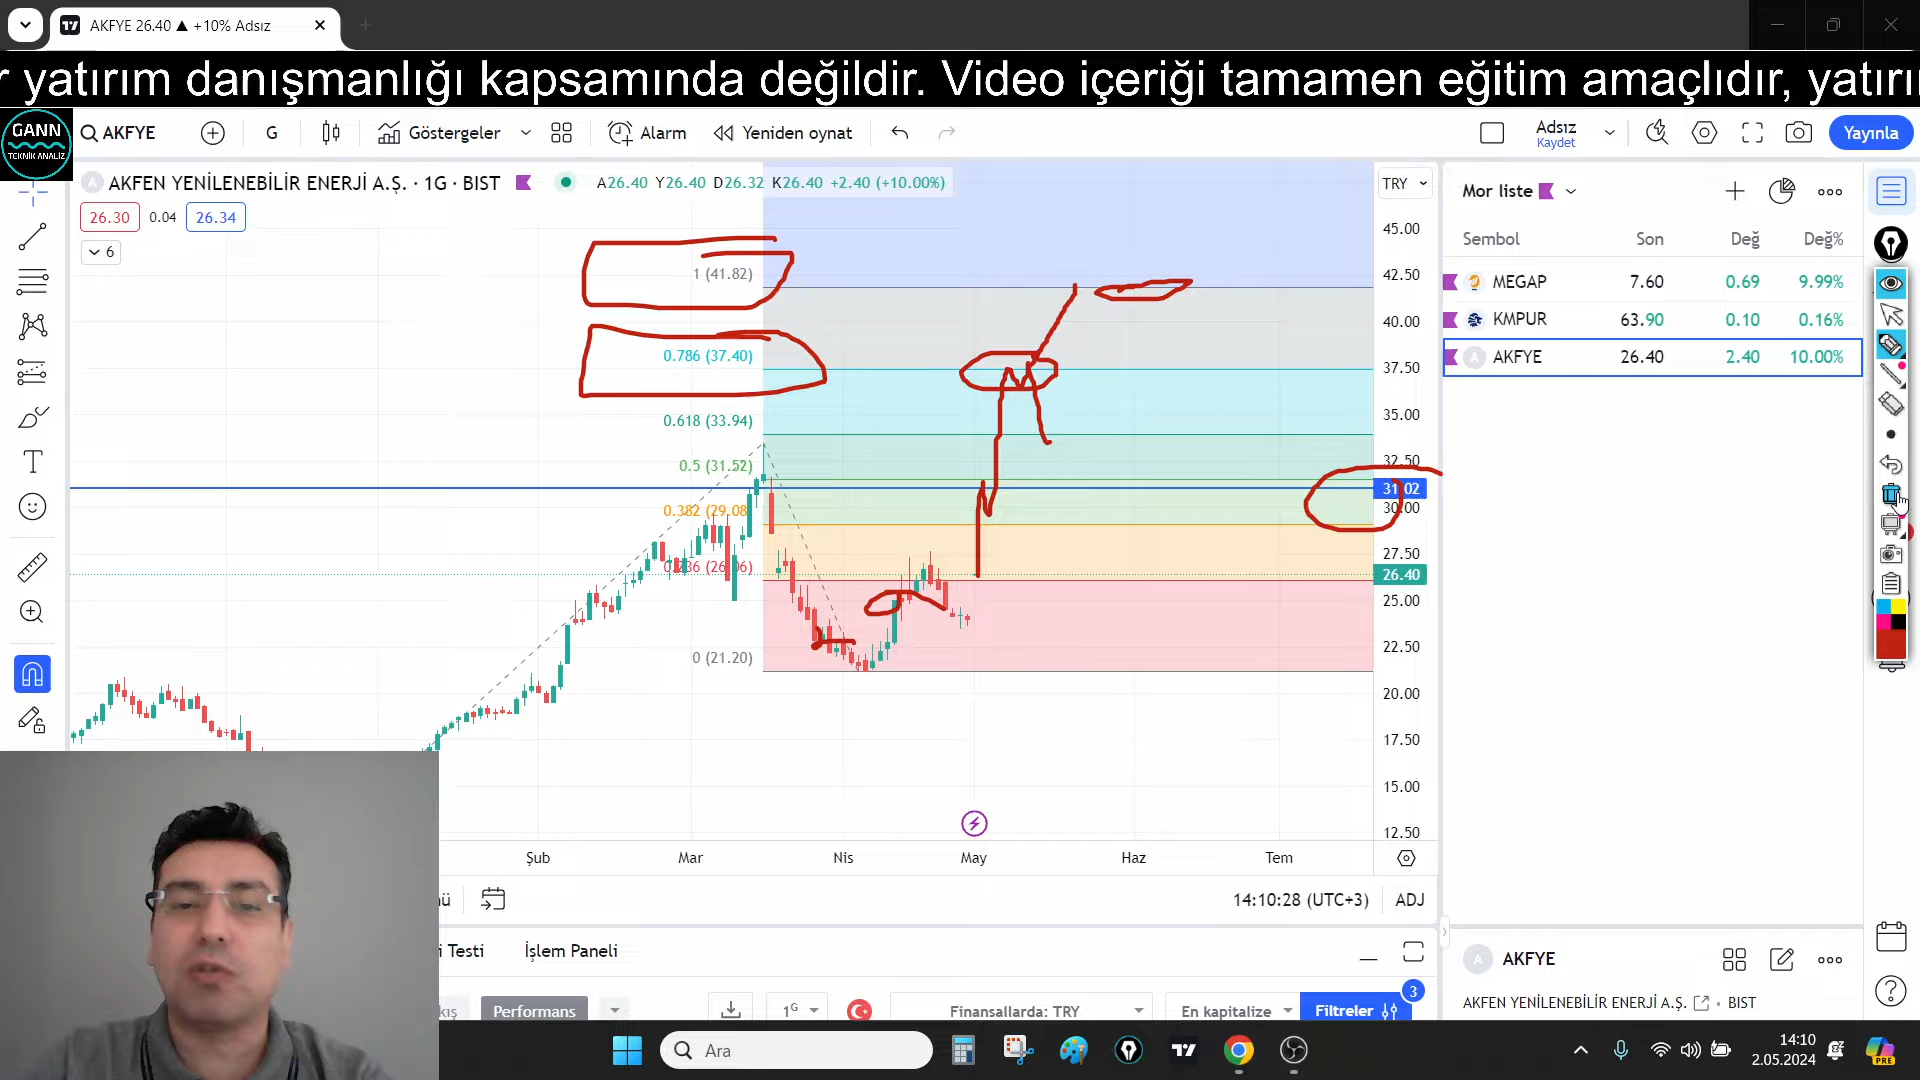 AKFYE 26.40 ▲ +10% Adsız
yatırım danışmanlığı kapsamında değildir. Video içeriği tamamen eğitim amaçlıdır,
GANN
TEKNİK ANALİZ
AKFYE
G
Göstergeler
Alarm
Yeniden oynat
Adsız
Kaydet
Yayınla
A AKFEN YENİLENEBİLİR ENERJİ A.Ş. · 1G · BIST
A26.40 Y26.40 D26.32 K26.40 +2.40 (+10.00%)
TRY
26.30 0.04 26.34
6
1 (41.82)
0.786 (37.40)
0.618 (33.94)
0.5 (31.52)
0 (21.20)
45.00
42.50
40.00
37.50
35.00
32.50
31.02
30.00
27.50
26.40
25.00
22.50
20.00
17.50
15.00
12.50
Şub Mar Nis May Haz Tem
14:10:28 (UTC+3) ADJ
Testi İşlem Paneli
Performans
1G
Finansallarda: TRY
En kapitalize
Filtreler
3
Mor liste
Sembol Son Değ Değ%
MEGAP 7.60 0.69 9.99%
KMPUR 63.90 0.10 0.16%
A AKFYE 26.40 2.40 10.00%
A AKFYE
AKFEN YENİLENEBİLİR ENERJİ A.Ş. · BIST
Ara
14:10
2.05.2024
PRE